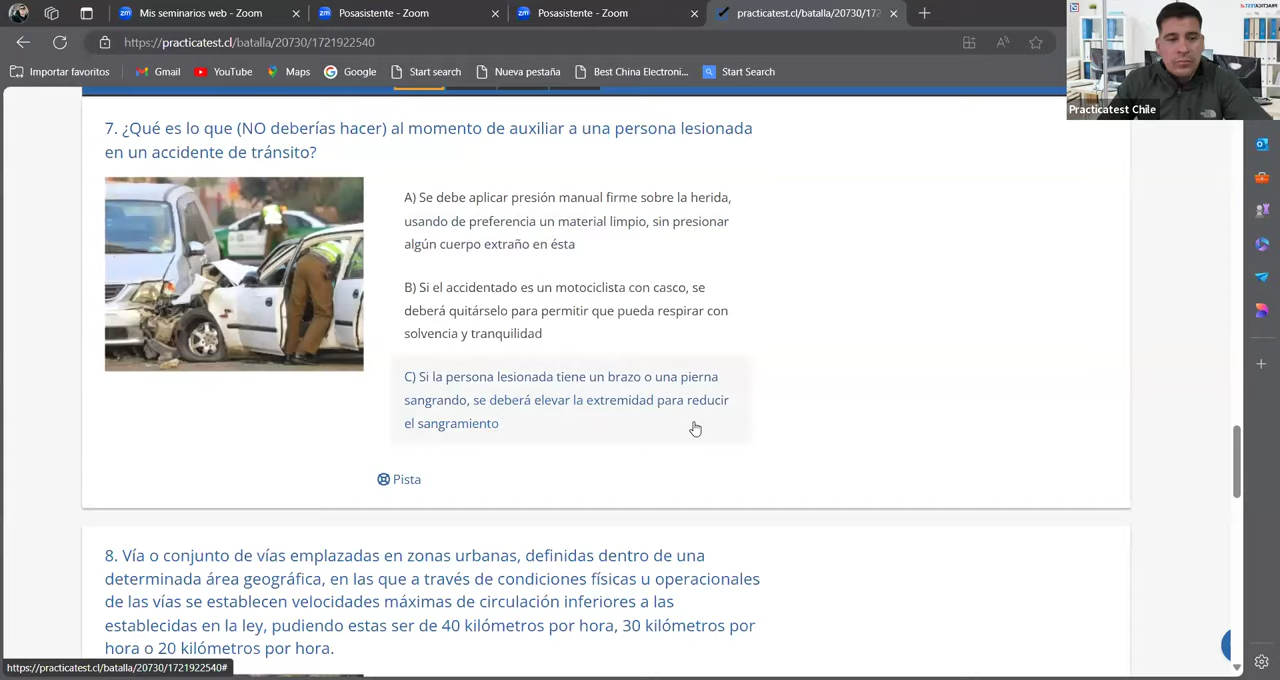 Mis seminarios web - Zoom
Posasistente - Zoom
Posasistente - Zoom
practicatest.cl/batalla/20730/172
https://practicatest.cl/batalla/20730/1721922540
Importar favoritos
Gmail
YouTube
Maps
Google
Start search
Nueva pestaña
Best China Electroni...
Start Search
Practicatest Chile
7. ¿Qué es lo que (NO deberías hacer) al momento de auxiliar a una persona lesionada
en un accidente de tránsito?
A) Se debe aplicar presión manual firme sobre la herida,
usando de preferencia un material limpio, sin presionar
algún cuerpo extraño en ésta
B) Si el accidentado es un motociclista con casco, se
deberá quitárselo para permitir que pueda respirar con
solvencia y tranquilidad
C) Si la persona lesionada tiene un brazo o una pierna
sangrando, se deberá elevar la extremidad para reducir
el sangramiento
Pista
8. Vía o conjunto de vías emplazadas en zonas urbanas, definidas dentro de una
determinada área geográfica, en las que a través de condiciones físicas u operacionales
de las vías se establecen velocidades máximas de circulación inferiores a las
establecidas en la ley, pudiendo estas ser de 40 kilómetros por hora, 30 kilómetros por
hora o 20 kilómetros por hora.
https://practicatest.cl/batalla/20730/1721922540#